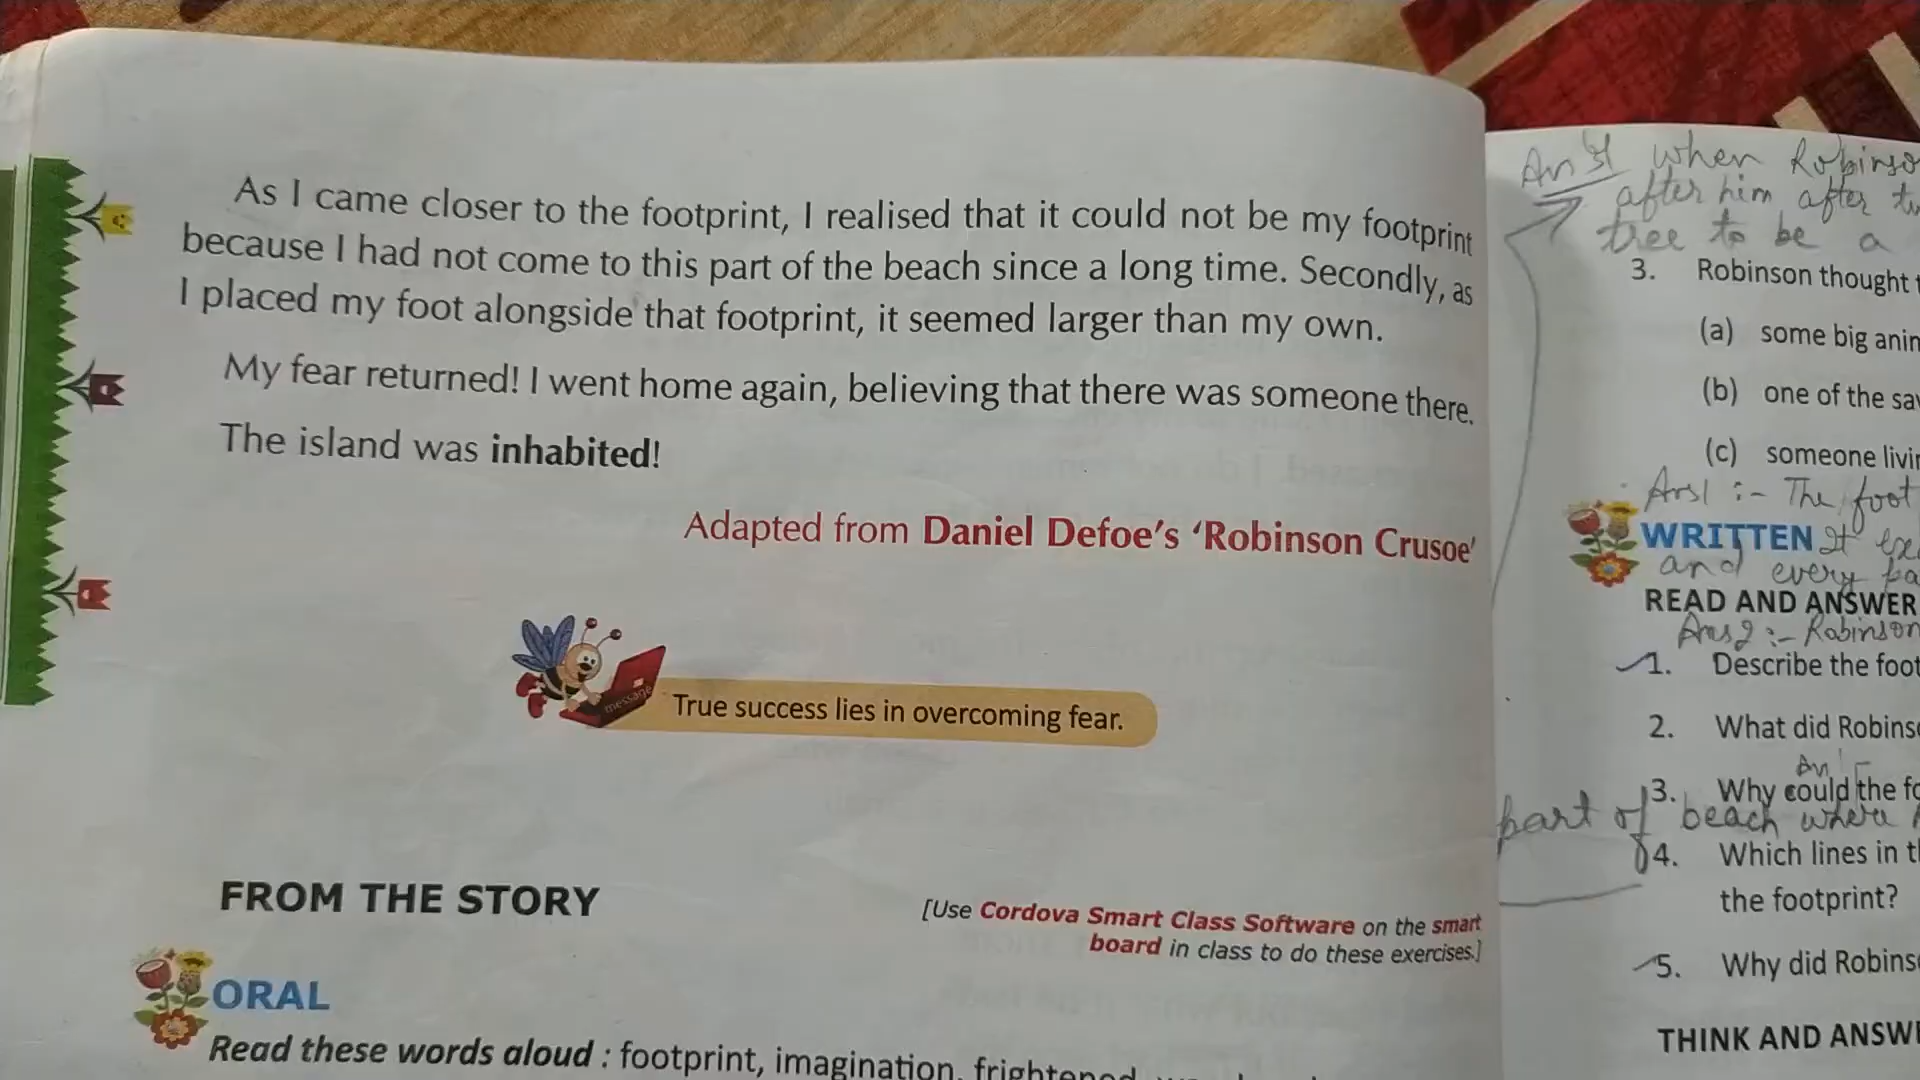 As I came closer to the footprint, I realised that it could not be my footprint
because I had not come to this part of the beach since a long time. Secondly, as
I placed my foot alongside that footprint, it seemed larger than my own.
My fear returned! I went home again, believing that there was someone there.
The island was inhabited!
Adapted from Daniel Defoe's 'Robinson Crusoe'
message
True success lies in overcoming fear.
FROM THE STORY
[Use Cordova Smart Class Software on the smart
board in class to do these exercises.]
ORAL
Read these words aloud : footprint, imagination, frightened,
Ans1 when Robinso
after him after
tree to be a
3. Robinson thought
(a) some big
(b) one of the
(c) someone
Ans1 :- The foot
WRITTEN It
and every
READ AND ANSWER
Ans2 :- Robinson
1. Describe the foot
2. What did Robins
An
3. Why could the
part of beach where
4. Which lines in
the footprint?
5. Why did Robins
THINK AND